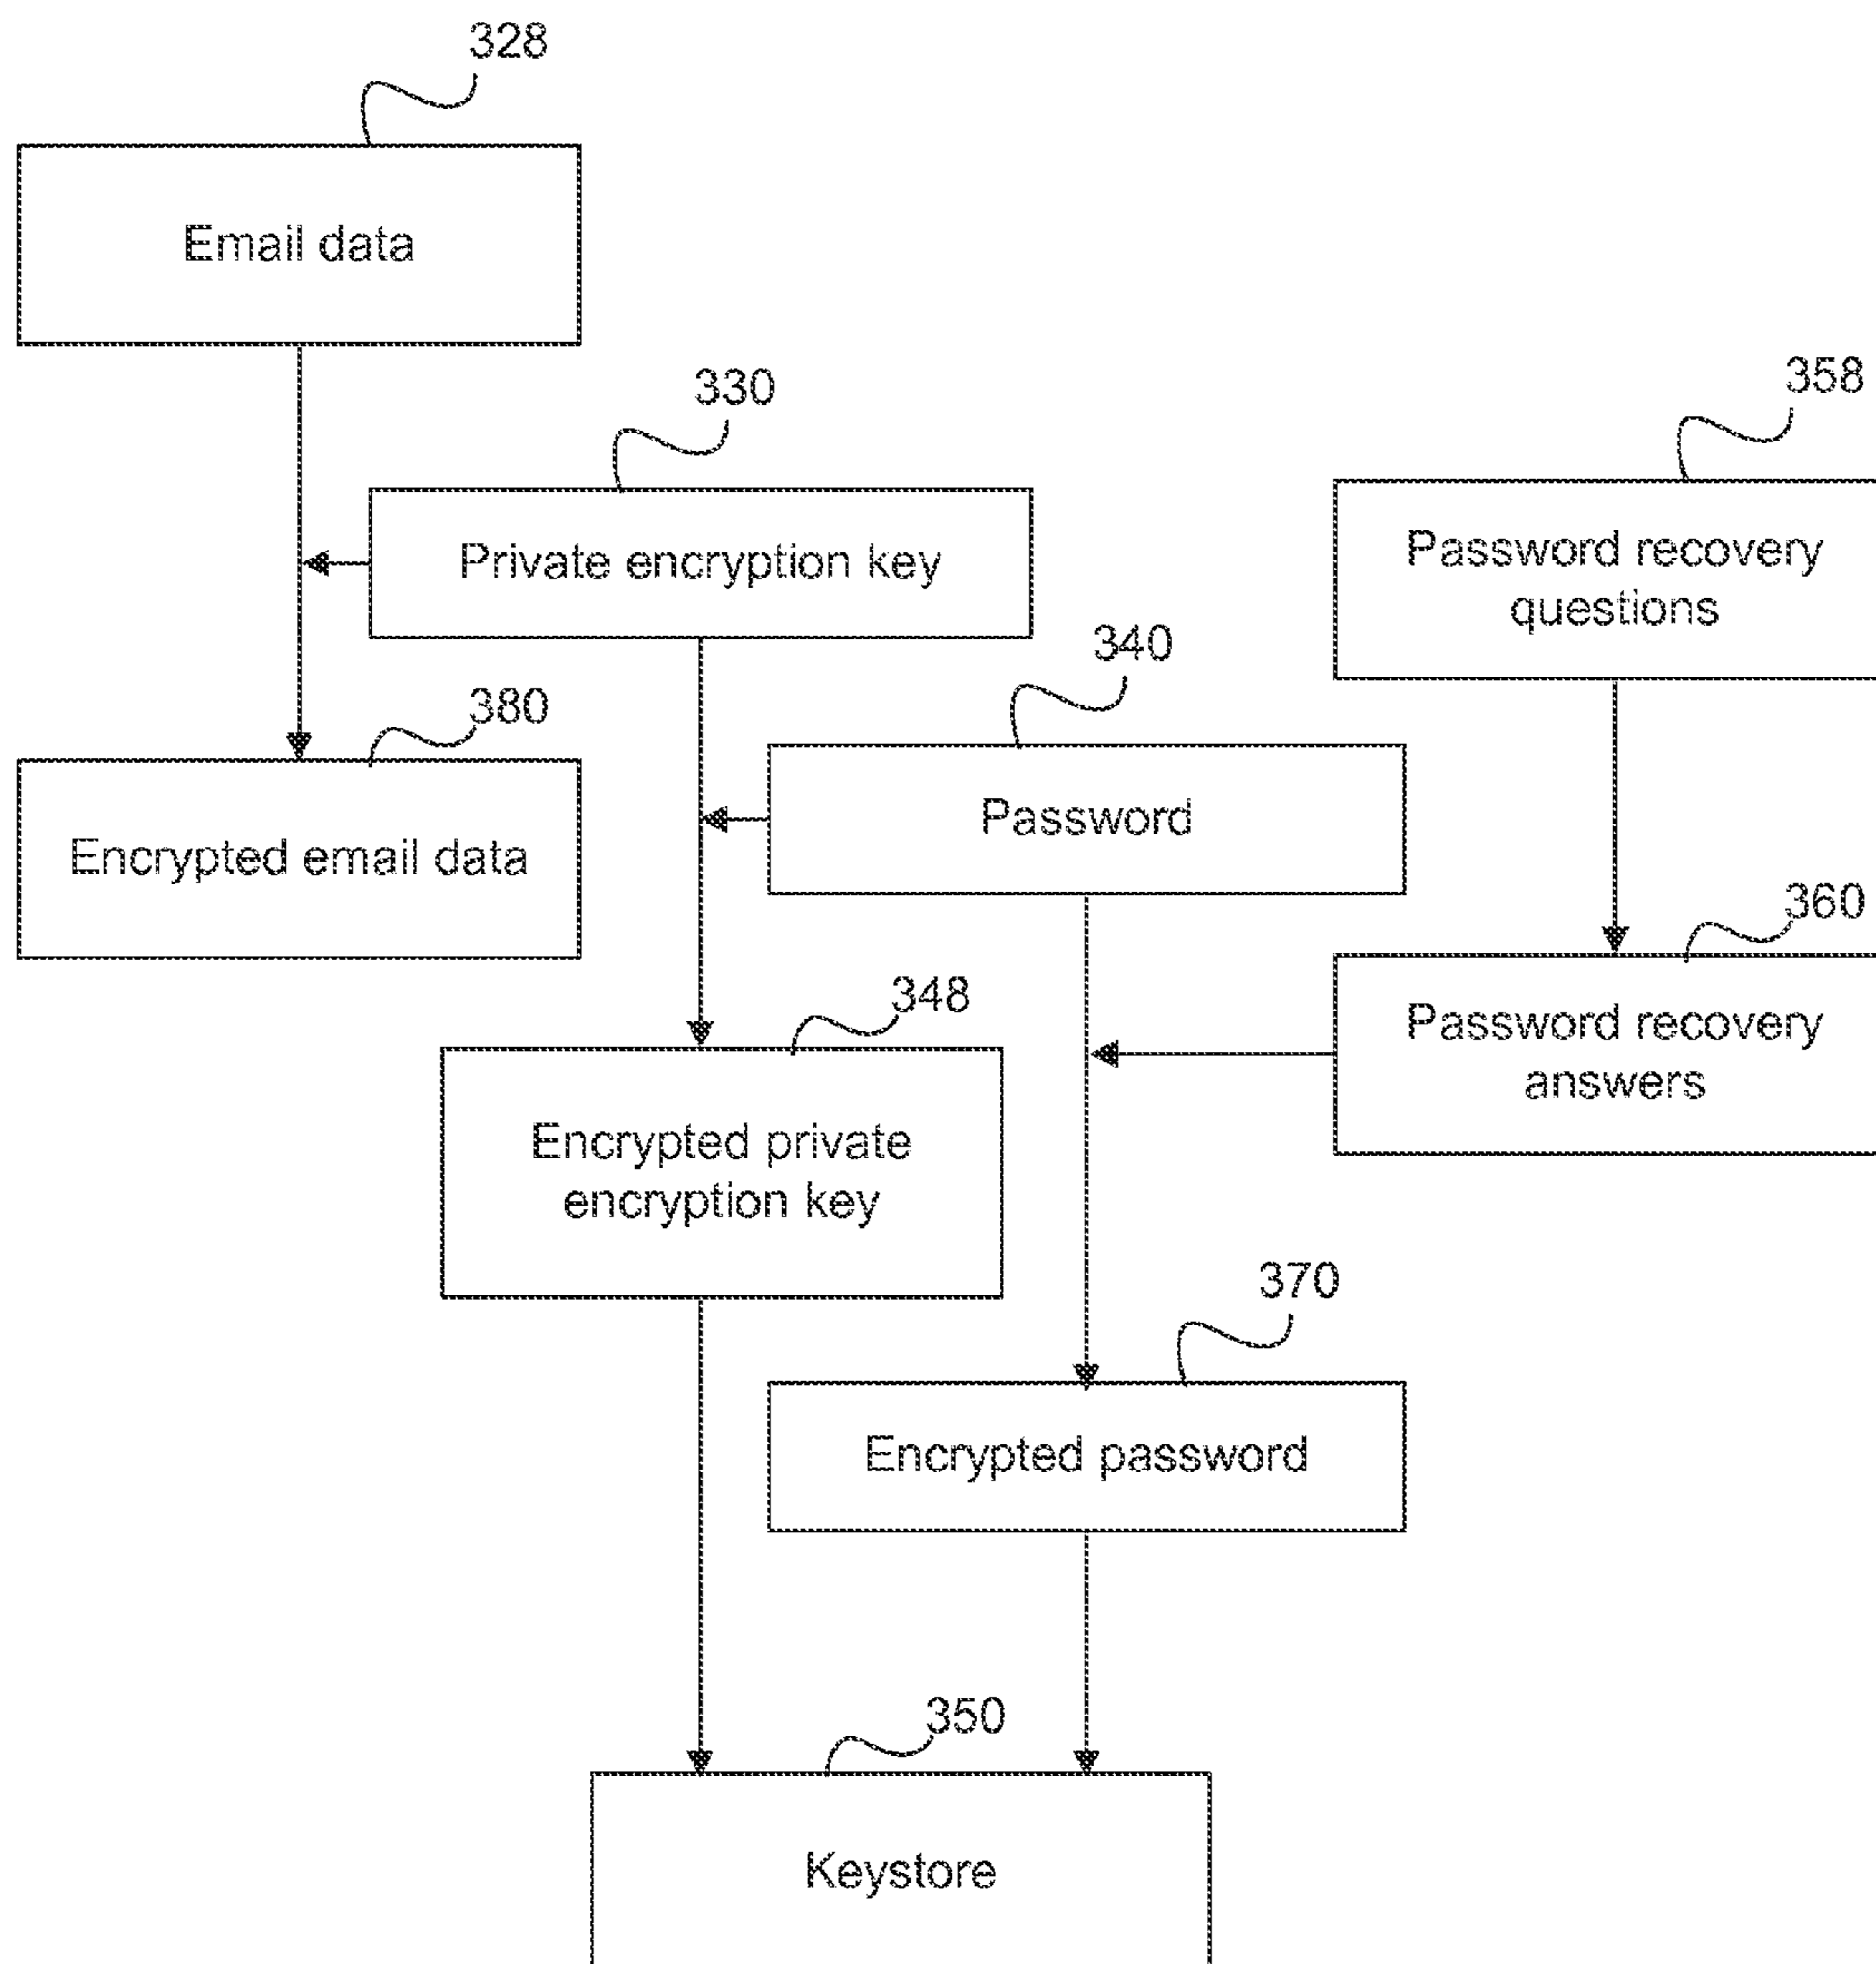 328
Email data
330
Private encryption key
358
Password recovery
questions
340
Password
380
Encrypted email data
360
Password recovery
answers
348
Encrypted private
encryption key
370
Encrypted password
350
Keystore